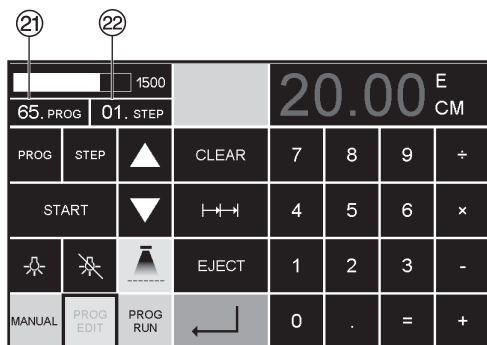 21 22
1500
20.00 E
CM
65. PROG 01. STEP
PROG STEP CLEAR 7 8 9 ÷
START 4 5 6 ×
EJECT 1 2 3 -
MANUAL PROG EDIT PROG RUN 0 . = +